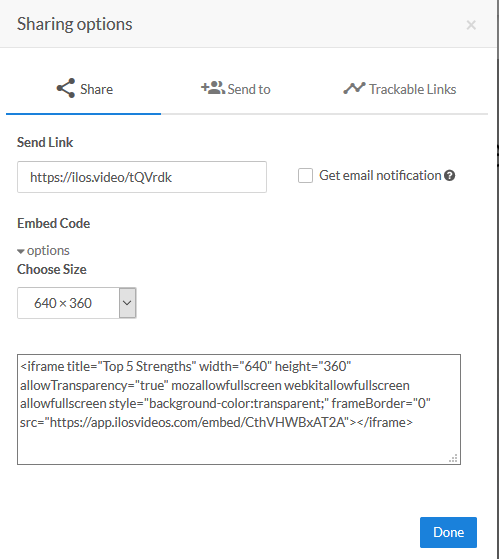 Sharing options
×
Share
Send to
Trackable Links
Send Link
https://ilos.video/tQVrdk
Get email notification ?
Embed Code
options
Choose Size
640 × 360
<iframe title="Top 5 Strengths" width="640" height="360"
allowTransparency="true" mozallowfullscreen webkitallowfullscreen
allowfullscreen style="background-color:transparent;" frameBorder="0"
src="https://app.ilosvideos.com/embed/CthVHWBxAT2A"></iframe>
Done